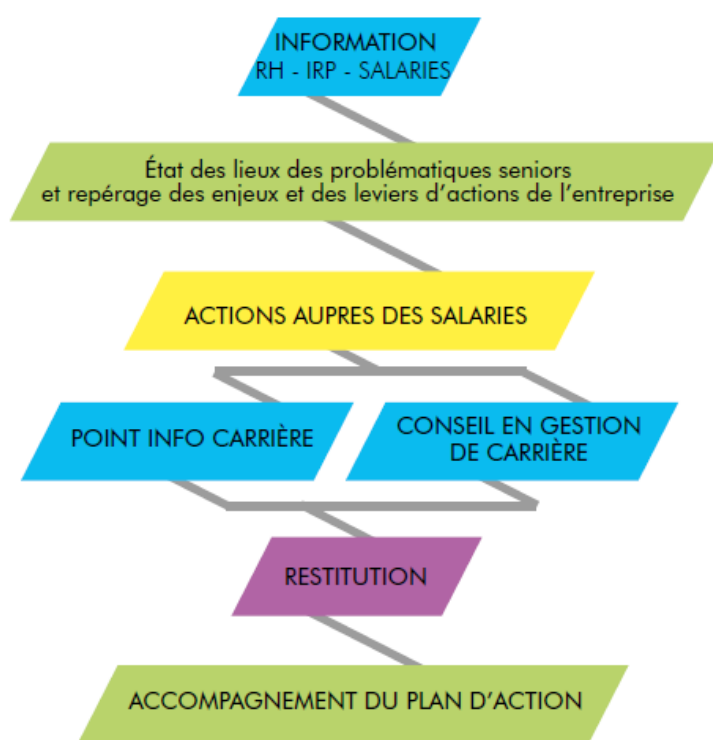 INFORMATION
RH - IRP - SALARIES
État des lieux des problématiques seniors
et repérage des enjeux et des leviers d'actions de l'entreprise
ACTIONS AUPRES DES SALARIES
POINT INFO CARRIÈRE
CONSEIL EN GESTION
DE CARRIÈRE
RESTITUTION
ACCOMPAGNEMENT DU PLAN D'ACTION